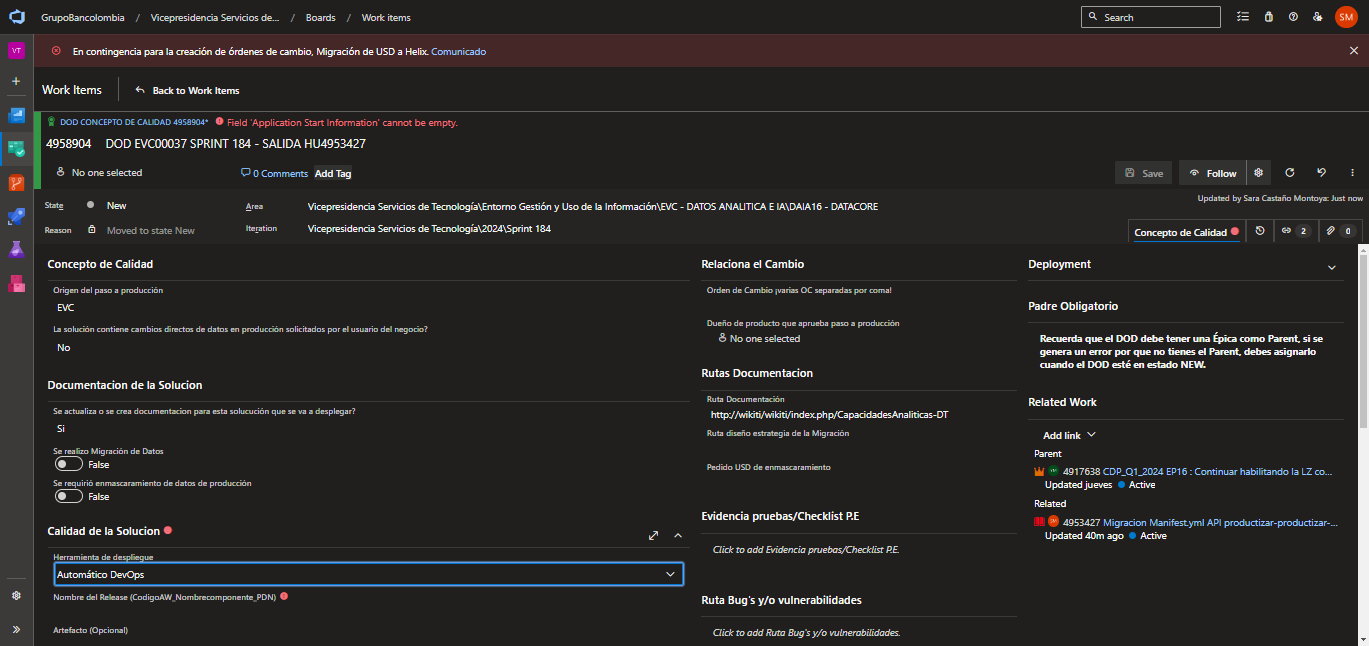 GrupoBancolombia / Vicepresidencia Servicios de... / Boards / Work items
Search
SM
VT
En contingencia para la creación de órdenes de cambio, Migración de USD a Helix. Comunicado
Work Items
Back to Work Items
DOD CONCEPTO DE CALIDAD 4958904*
Field 'Application Start Information' cannot be empty.
4958904 DOD EVC00037 SPRINT 184 - SALIDA HU4953427
No one selected
0 Comments
Add Tag
Save
Follow
State
New
Area
Vicepresidencia Servicios de Tecnología\Entorno Gestión y Uso de la Información\EVC - DATOS ANALITICA E IA\DAIA16 - DATACORE
Updated by Sara Castaño Montoya: Just now
Reason
Moved to state New
Iteration
Vicepresidencia Servicios de Tecnología\2024\Sprint 184
Concepto de Calidad
2
0
Concepto de Calidad
Origen del paso a producción
EVC
La solución contiene cambios directos de datos en producción solicitados por el usuario del negocio?
No
Documentacion de la Solucion
Se actualiza o se crea documentacion para esta solucución que se va a desplegar?
Si
Se realizo Migración de Datos
False
Se requirió enmascaramiento de datos de producción
False
Calidad de la Solucion
Herramienta de despliegue
Automático DevOps
Nombre del Release (CodigoAW_Nombrecomponente_PDN)
Artefacto (Opcional)
Relaciona el Cambio
Orden de Cambio ¡varias OC separadas por coma!
Dueño de producto que aprueba paso a producción
No one selected
Rutas Documentacion
Ruta Documentación
http://wikiti/wikiti/index.php/CapacidadesAnaliticas-DT
Ruta diseño estrategia de la Migración
Pedido USD de enmascaramiento
Evidencia pruebas/Checklist P.E
Click to add Evidencia pruebas/Checklist P.E.
Ruta Bug's y/o vulnerabilidades
Click to add Ruta Bug's y/o vulnerabilidades.
Deployment
Padre Obligatorio
Recuerda que el DOD debe tener una Épica como Parent, si se
genera un error por que no tienes el Parent, debes asignarlo
cuando el DOD esté en estado NEW.
Related Work
Add link
Parent
4917638 CDP_Q1_2024 EP16 : Continuar habilitando la LZ co...
Updated jueves
Active
Related
4953427 Migracion Manifest.yml API productizar-productizar-...
Updated 40m ago
Active